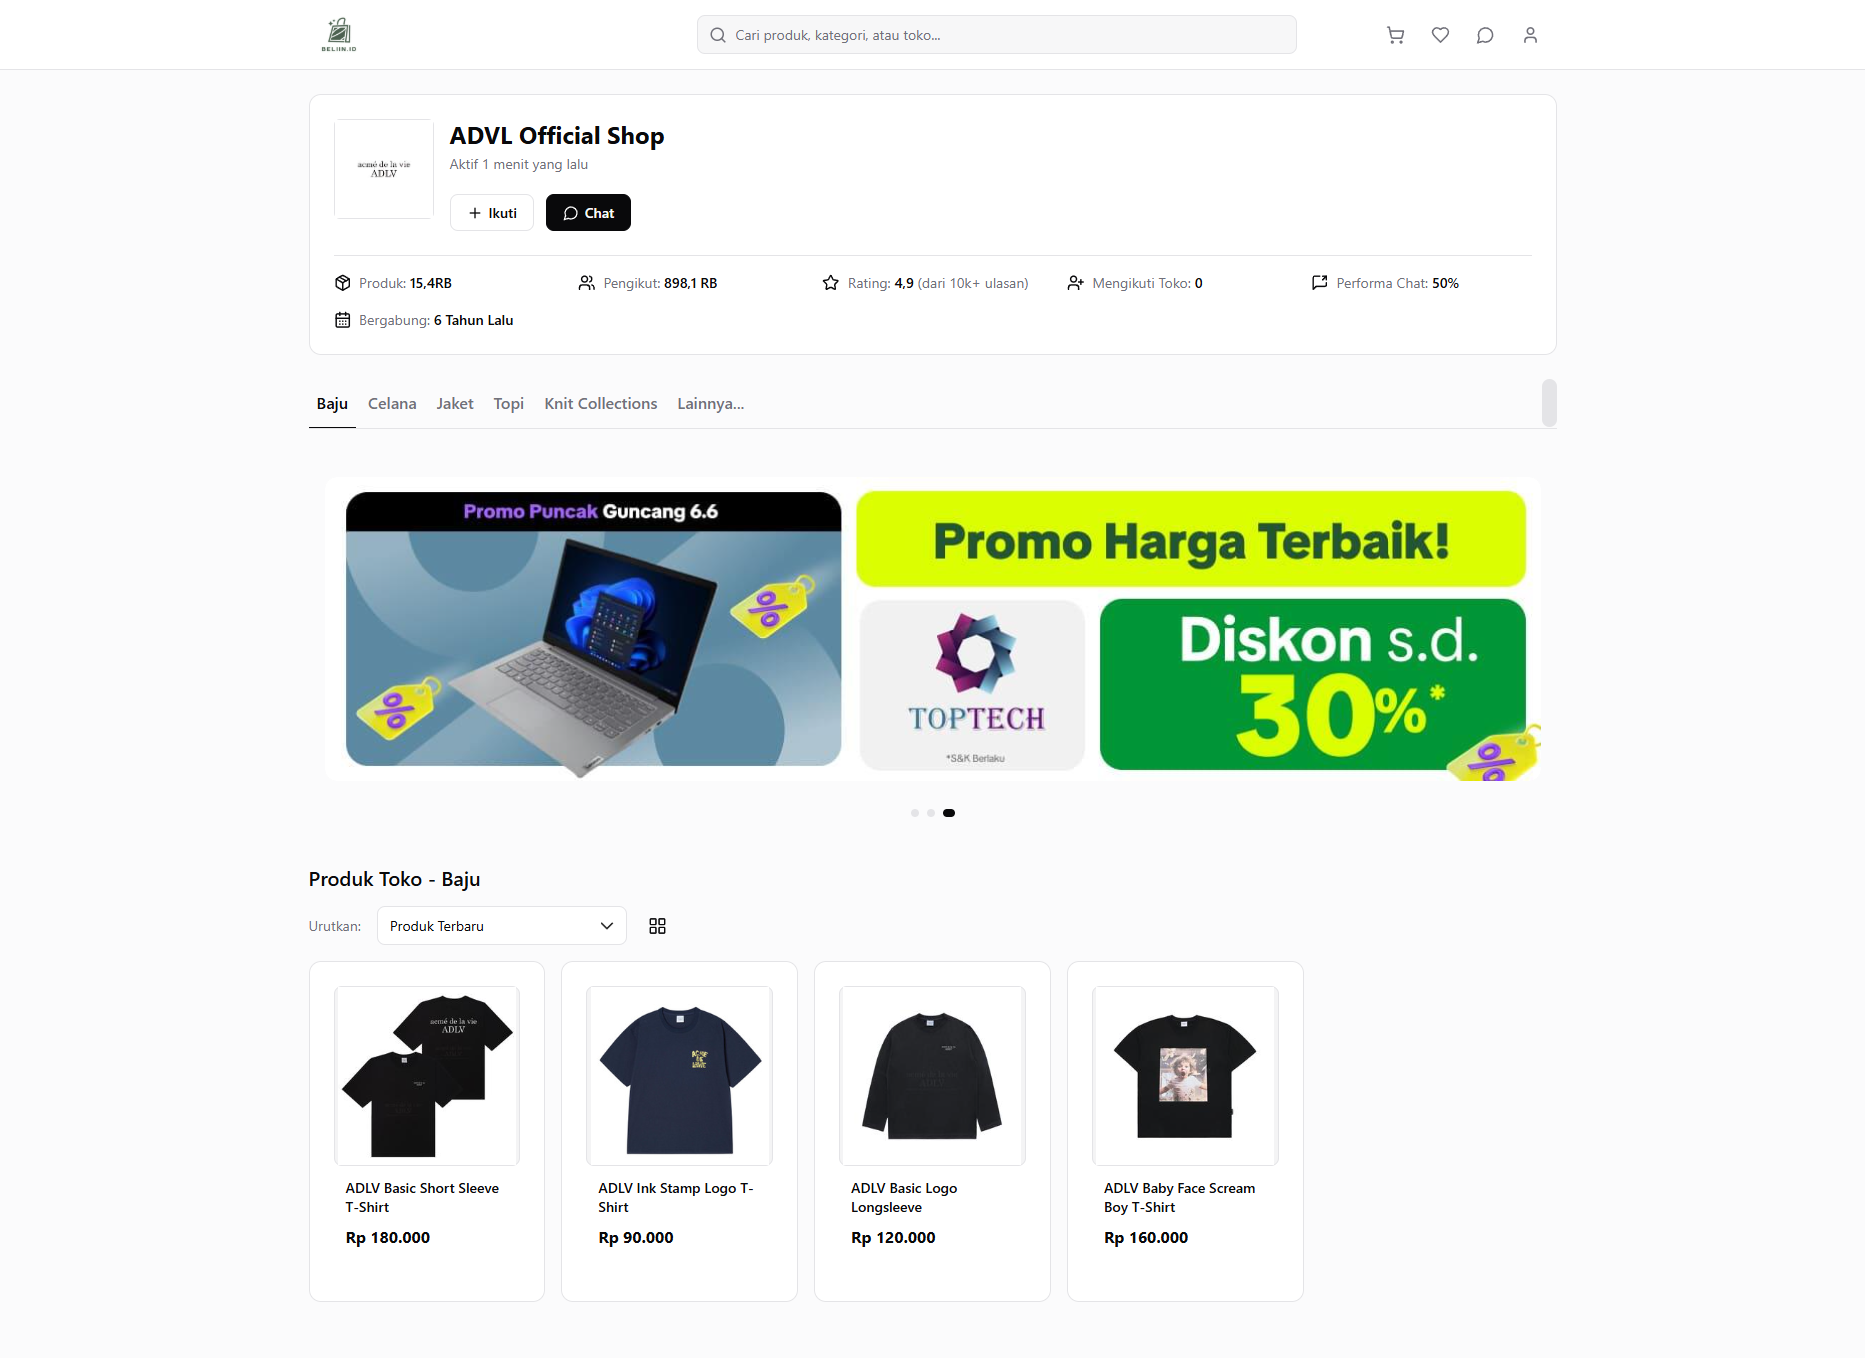 BELIIN.ID
Cari produk, kategori, atau toko...
acmé de la vie
ADLV
ADVL Official Shop
Aktif 1 menit yang lalu
Ikuti
Chat
Produk: 15,4RB
Pengikut: 898,1 RB
Rating: 4,9 (dari 10k+ ulasan)
Mengikuti Toko: 0
Performa Chat: 50%
Bergabung: 6 Tahun Lalu
Baju
Celana
Jaket
Topi
Knit Collections
Lainnya...
Promo Puncak Guncang 6.6
%
%
Promo Harga Terbaik!
TOPTECH
*S&K Berlaku
Diskon s.d.
30%*
%
Produk Toko - Baju
Urutkan:
Produk Terbaru
acmé de la vie
ADLV
ADLV Basic Short Sleeve
T-Shirt
Rp 180.000
ADLV Ink Stamp Logo T-
Shirt
Rp 90.000
acmé de la vie
ADLV
ADLV Basic Logo
Longsleeve
Rp 120.000
ADLV Baby Face Scream
Boy T-Shirt
Rp 160.000